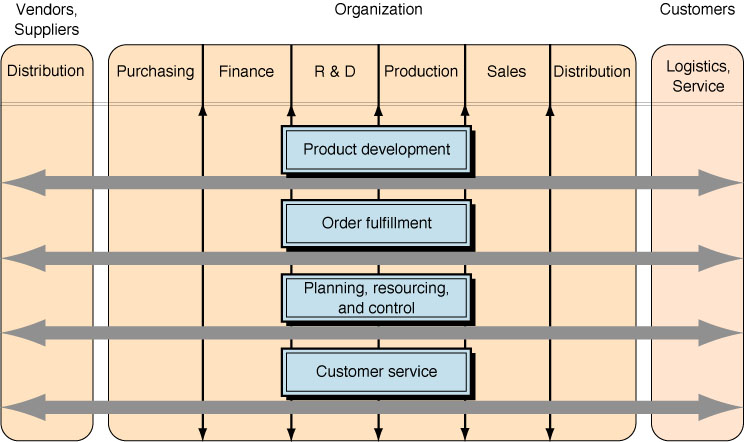 Vendors,
Suppliers
Organization
Customers
Distribution
Purchasing
Finance
R & D
Production
Sales
Distribution
Logistics,
Service
Product development
Order fulfillment
Planning, resourcing,
and control
Customer service